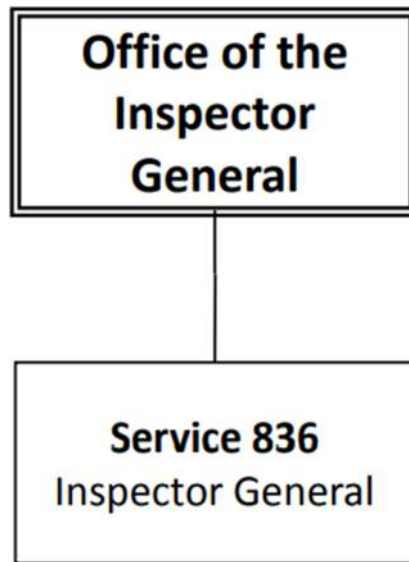 Office of the
Inspector
General
Service 836
Inspector General